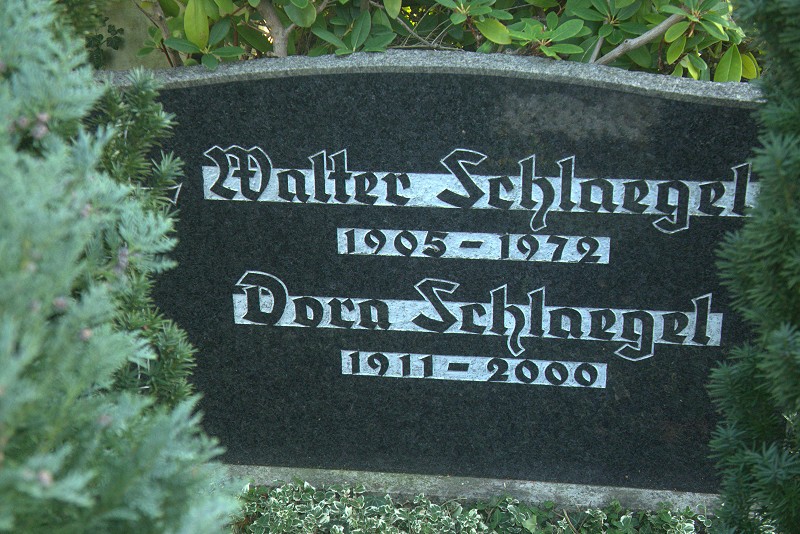 Walter Schlaegel
1905 - 1972
Dora Schlaegel
1911 - 2000